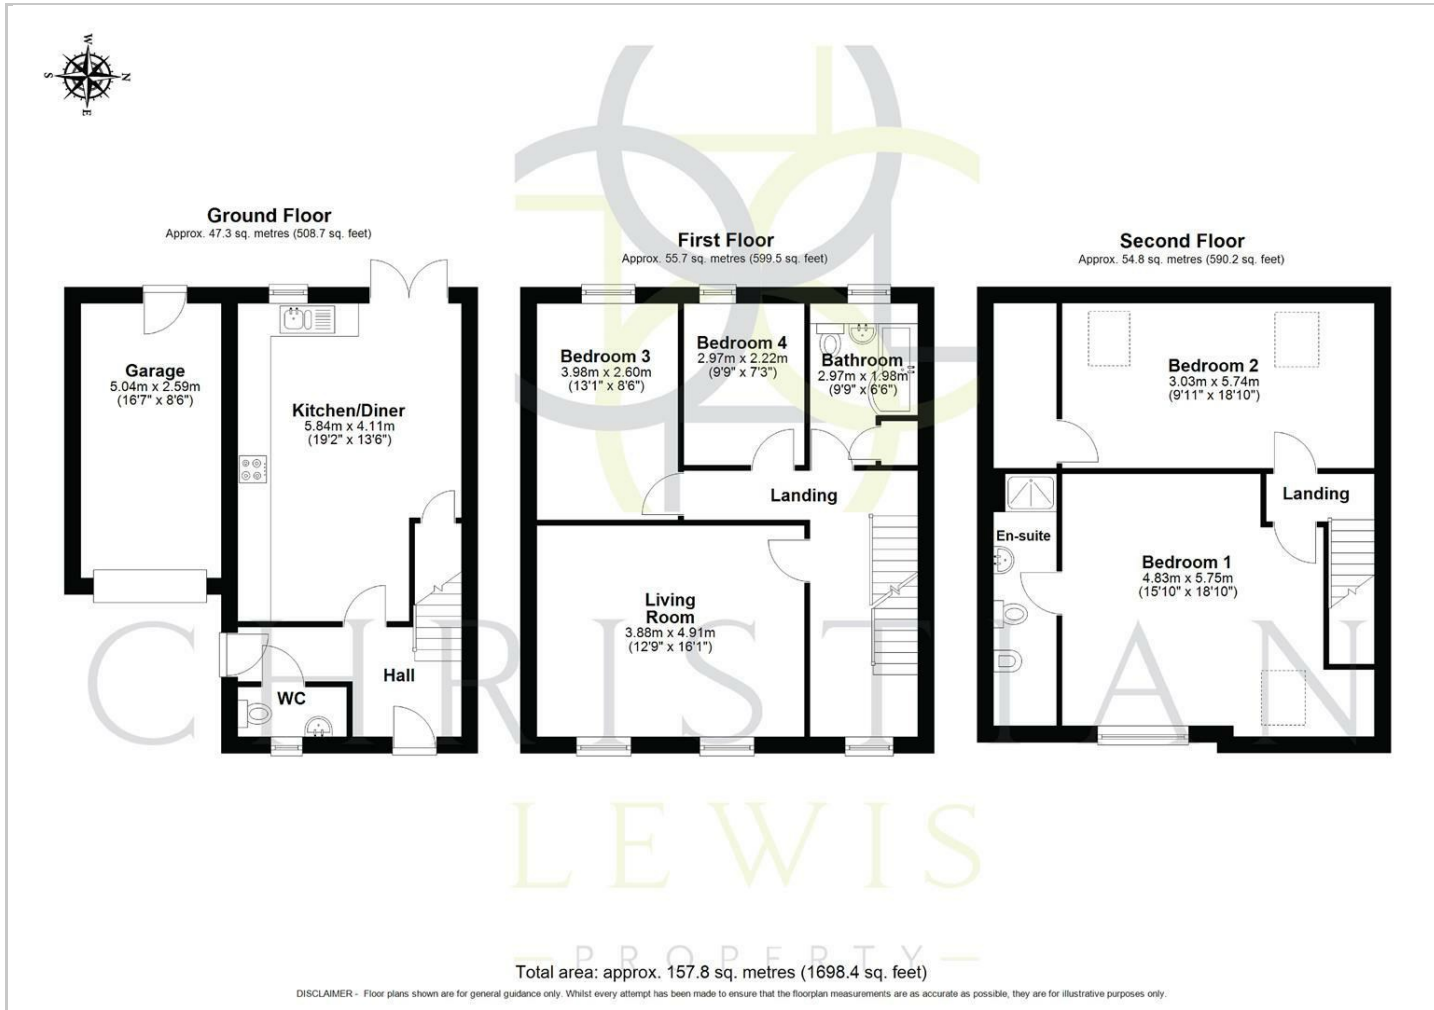 W
N
S
E
Ground Floor
Approx. 47.3 sq. metres (508.7 sq. feet)
Garage
5.04m x 2.59m
(16'7" x 8'6")
Kitchen/Diner
5.84m x 4.11m
(19'2" x 13'6")
Hall
WC
First Floor
Approx. 55.7 sq. metres (599.5 sq. feet)
Bedroom 3
3.98m x 2.60m
(13'1" x 8'6")
Bedroom 4
2.97m x 2.22m
(9'9" x 7'3")
Bathroom
2.97m x 1.98m
(9'9" x 6'6")
Landing
Living
Room
3.88m x 4.91m
(12'9" x 16'1")
Second Floor
Approx. 54.8 sq. metres (590.2 sq. feet)
Bedroom 2
3.03m x 5.74m
(9'11" x 18'10")
Landing
En-suite
Bedroom 1
4.83m x 5.75m
(15'10" x 18'10")
CHRISTIAN
LEWIS
PROPERTY
Total area: approx. 157.8 sq. metres (1698.4 sq. feet)
DISCLAIMER - Floor plans shown are for general guidance only. Whilst every attempt has been made to ensure that the floorplan measurements are as accurate as possible, they are for illustrative purposes only.